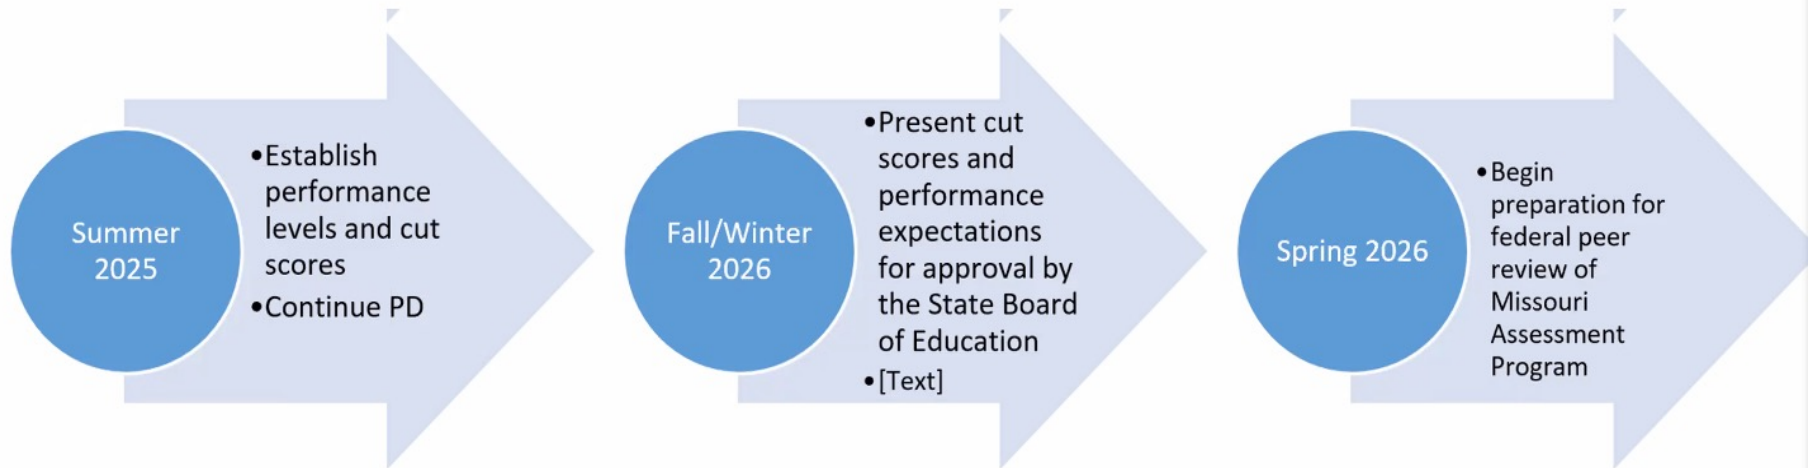 Summer
2025
•Establish
performance
levels and cut
scores
•Continue PD
Fall/Winter
2026
•Present cut
scores and
performance
expectations
for approval by
the State Board
of Education
•[Text]
Spring 2026
•Begin
preparation for
federal peer
review of
Missouri
Assessment
Program